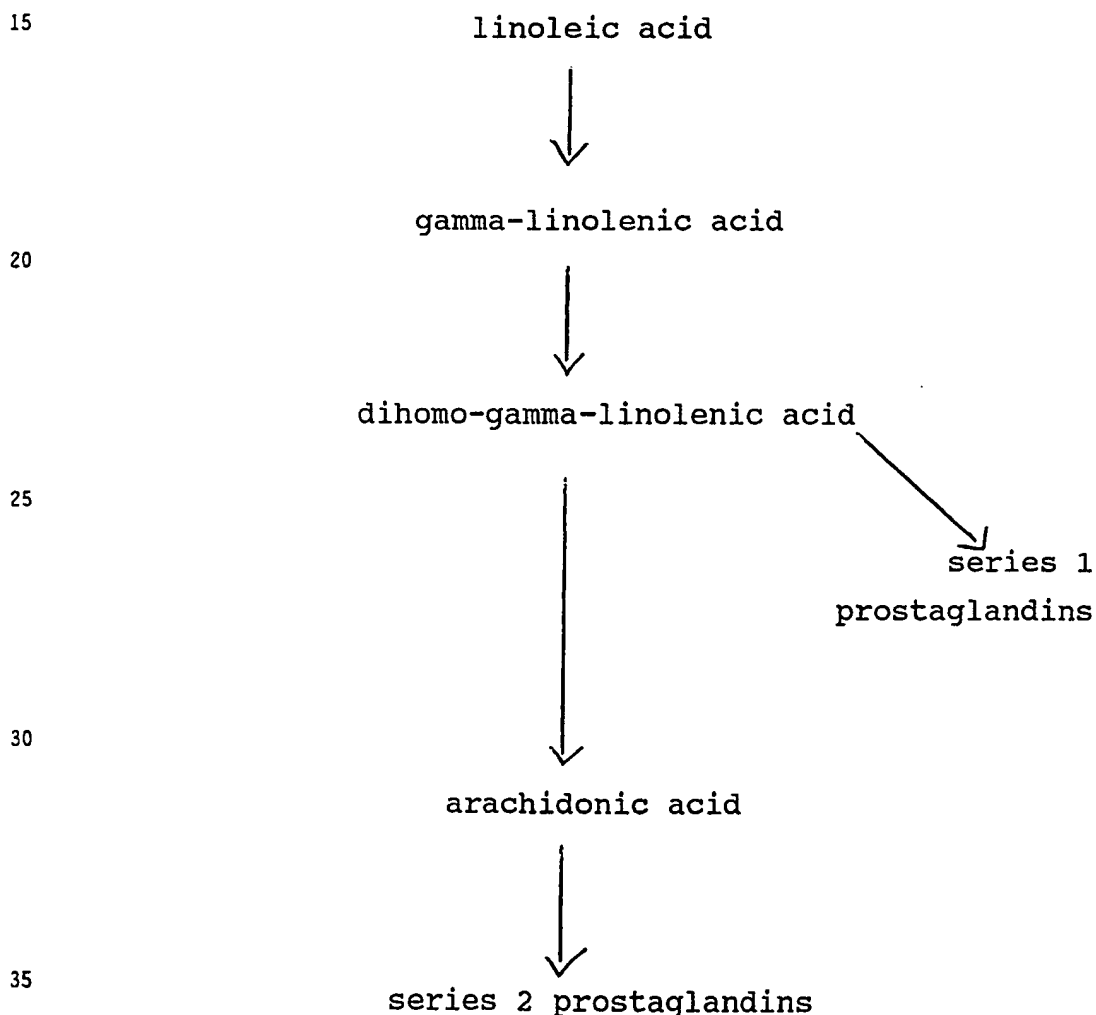 15 linoleic acid
gamma-linolenic acid
20
dihomo-gamma-linolenic acid
25
series 1
prostaglandins
30
arachidonic acid
35
series 2 prostaglandins